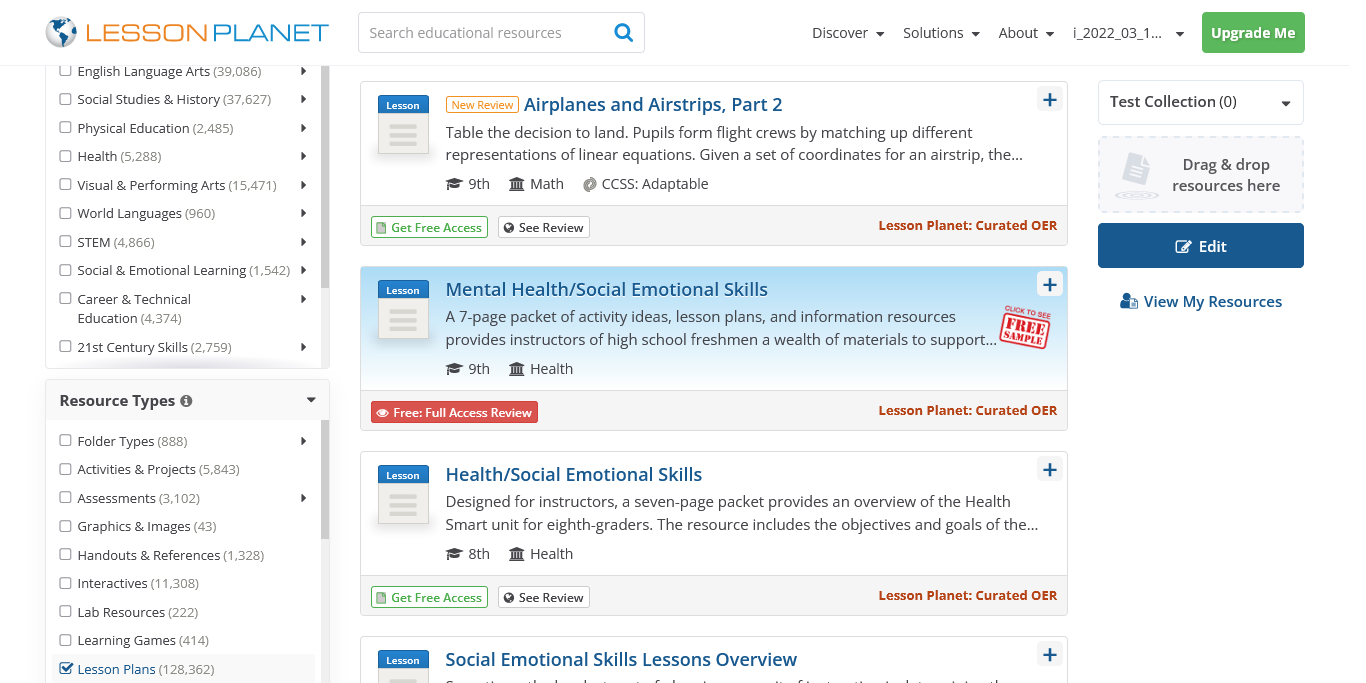 LESSONPLANET
Search educational resources
Discover
Solutions
About
i_2022_03_1...
Upgrade Me
English Language Arts (39,086)
Social Studies & History (37,627)
Physical Education (2,485)
Health (5,288)
Visual & Performing Arts (15,471)
World Languages (960)
STEM (4,866)
Social & Emotional Learning (1,542)
Career & Technical
Education (4,374)
21st Century Skills (2,759)
Resource Types
Folder Types (888)
Activities & Projects (5,843)
Assessments (3,102)
Graphics & Images (43)
Handouts & References (1,328)
Interactives (11,308)
Lab Resources (222)
Learning Games (414)
Lesson Plans (128,362)
Lesson
New Review Airplanes and Airstrips, Part 2
Table the decision to land. Pupils form flight crews by matching up different
representations of linear equations. Given a set of coordinates for an airstrip, the...
9th Math CCSS: Adaptable
Get Free Access See Review Lesson Planet: Curated OER
Lesson
Mental Health/Social Emotional Skills
A 7-page packet of activity ideas, lesson plans, and information resources
provides instructors of high school freshmen a wealth of materials to support...
CLICK TO SEE
FREE
SAMPLE
9th Health
Free: Full Access Review Lesson Planet: Curated OER
Lesson
Health/Social Emotional Skills
Designed for instructors, a seven-page packet provides an overview of the Health
Smart unit for eighth-graders. The resource includes the objectives and goals of the...
8th Health
Get Free Access See Review Lesson Planet: Curated OER
Lesson
Social Emotional Skills Lessons Overview
Test Collection (0)
Drag & drop
resources here
Edit
View My Resources